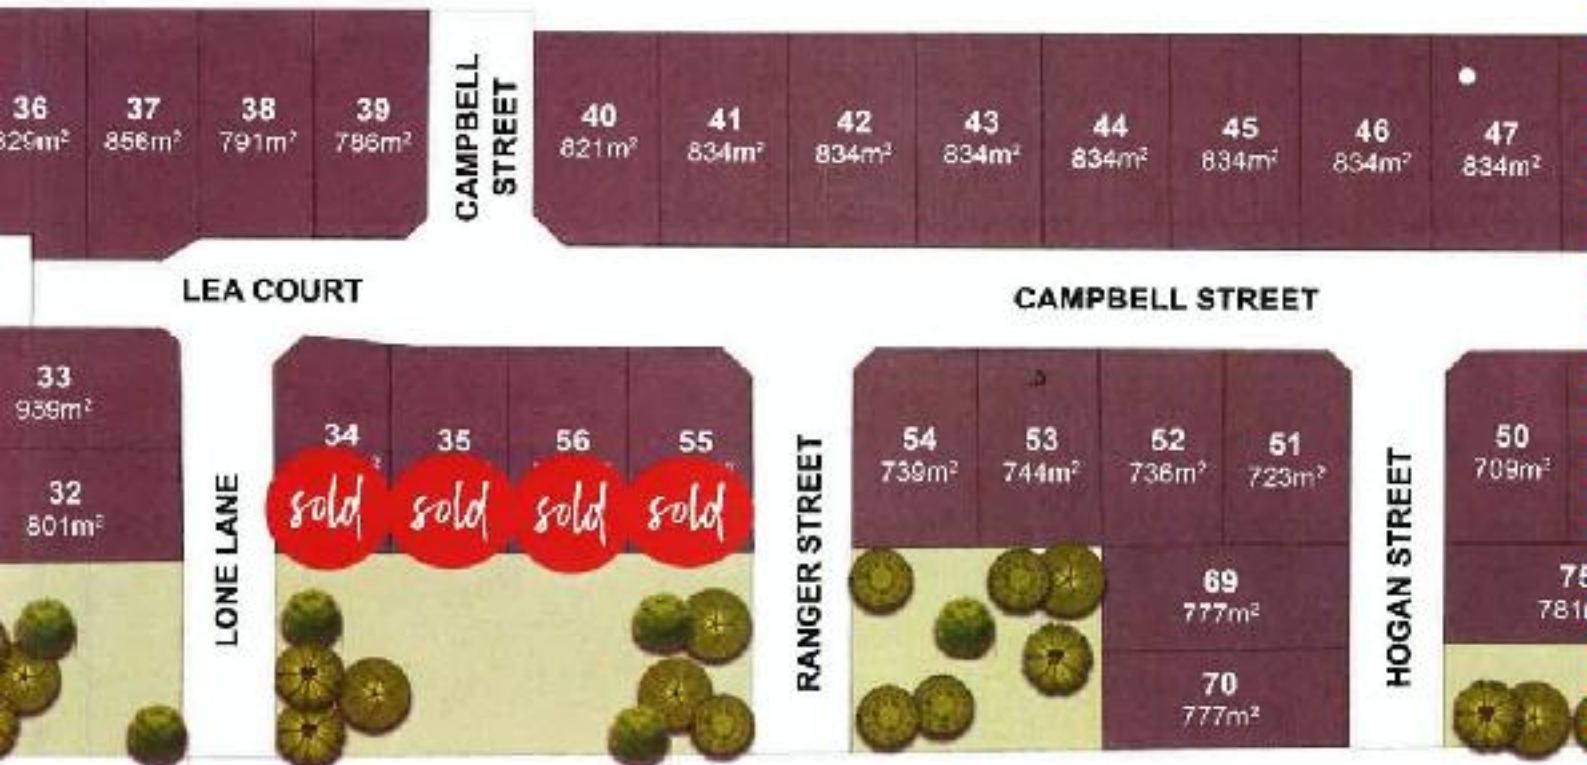 36
829m²
37
856m²
38
791m²
39
786m²
CAMPBELL
STREET
40
821m²
41
834m²
42
834m²
43
834m²
44
834m²
45
834m²
46
834m²
47
834m²
LEA COURT
CAMPBELL STREET
33
939m²
32
801m²
LONE LANE
34
sold
35
sold
56
sold
55
sold
RANGER STREET
54
739m²
53
744m²
52
736m²
51
723m²
69
777m²
70
777m²
HOGAN STREET
50
709m²
75
781